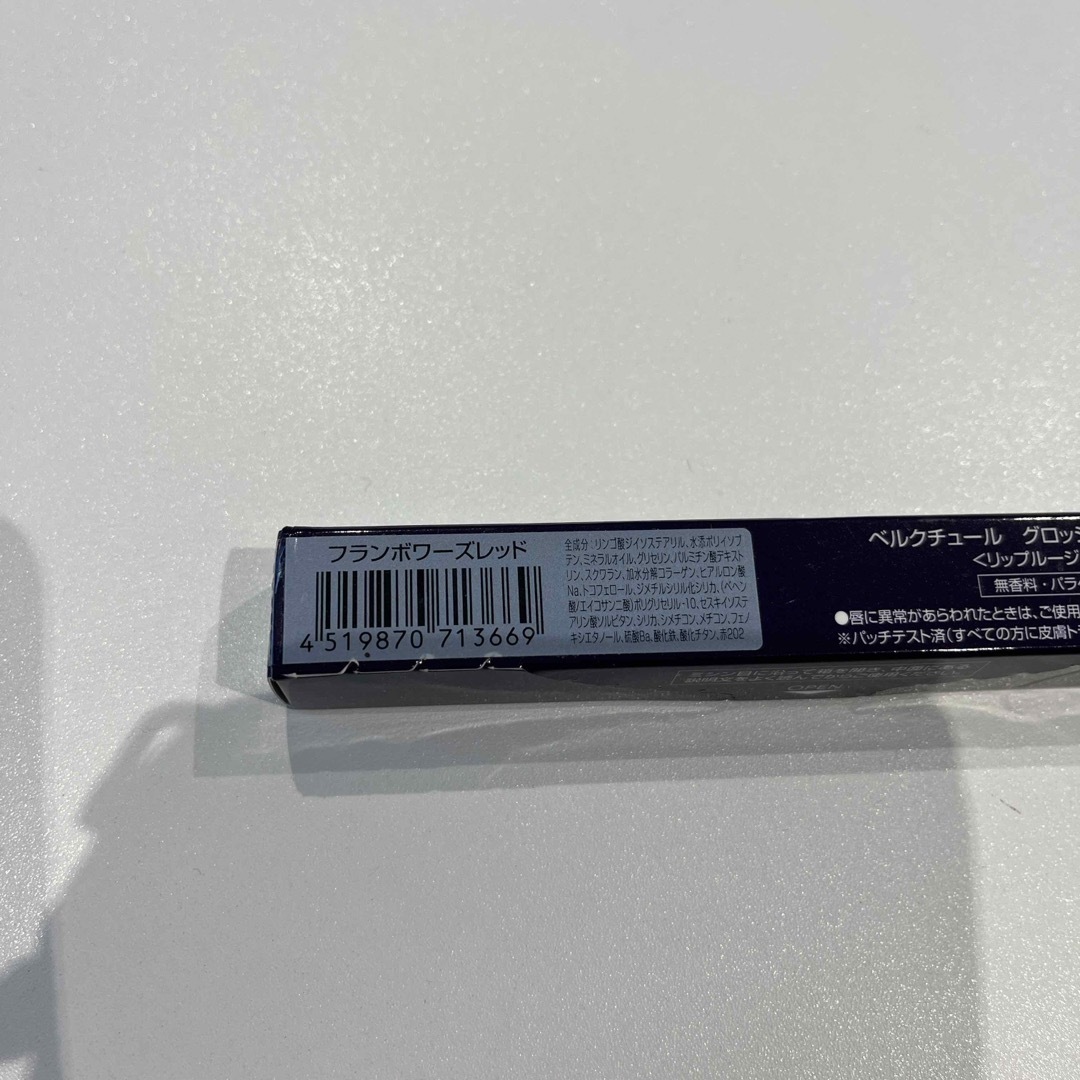 フランボワーズレッド
4 519870 713669
全成分：リンゴ酸ジイソステアリル、水添ポリイソブ
テン、ミネラルオイル、グリセリン、パルミチン酸デキスト
リン、スクワラン、加水分解コラーゲン、ヒアルロン酸
Na、トコフェロール、ジメチルシリル化シリカ、(ベヘン
酸/エイコサン二酸)ポリグリセリル-10、セスキイソステ
アリン酸ソルビタン、シリカ、シメチコン、メチコン、フェノ
キシエタノール、硫酸Ba、酸化鉄、酸化チタン、赤202
ベルクチュール グロッシ
<リップルージ
無香料・パラ
●唇に異常があらわれたときは、ご使用
※パッチテスト済(すべての方に皮膚ト